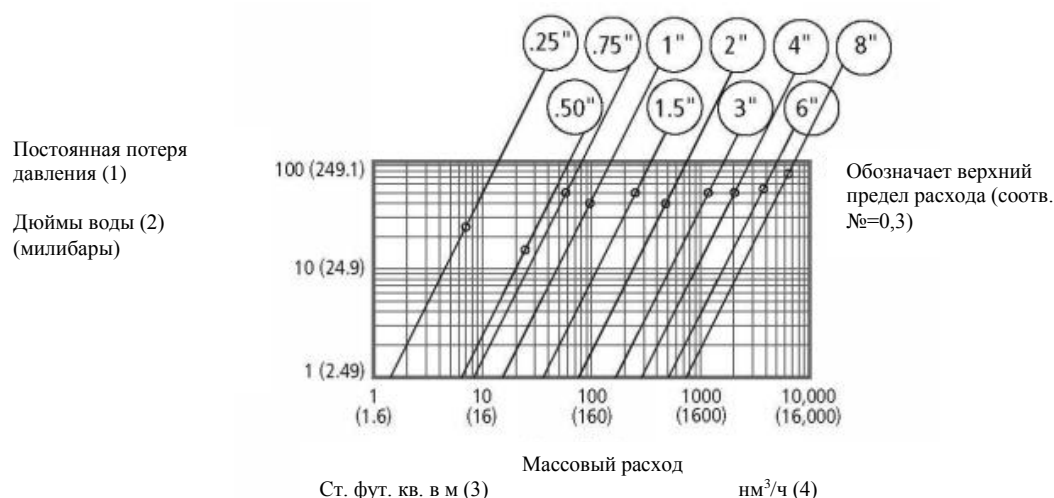 .25"
.75"
1"
2"
4"
8"
.50"
1.5"
3"
6"
Постоянная потеря
давления (1)
Дюймы воды (2)
(милибары)
100 (249.1)
10 (24.9)
1 (2.49)
Обозначает верхний
предел расхода (соотв.
№=0,3)
1 10 100 1000 10,000
(1.6) (16) (160) (1600) (16,000)
Массовый расход
Ст. фут. кв. в м (3) нм³/ч (4)